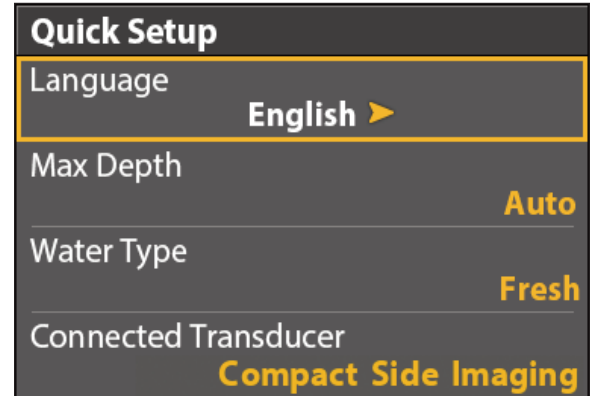 Quick Setup
Language
English
Max Depth
Auto
Water Type
Fresh
Connected Transducer
Compact Side Imaging